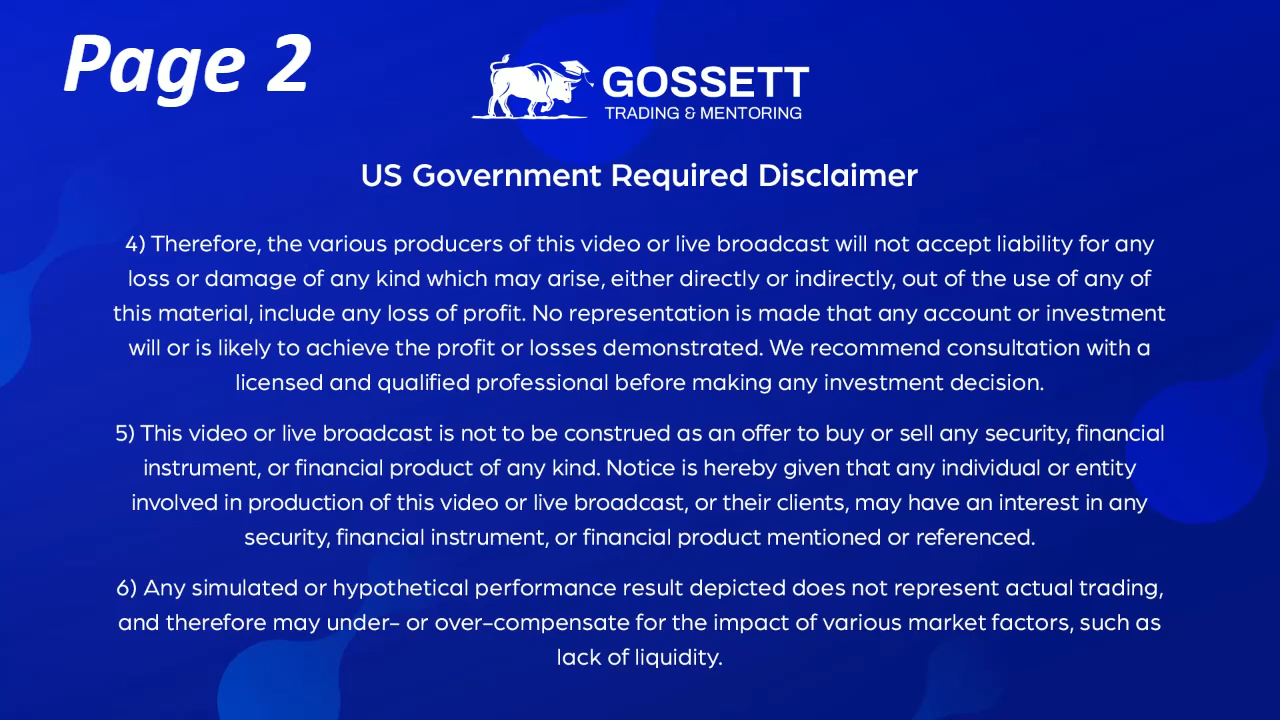 Page 2
GOSSETT
TRADING & MENTORING
US Government Required Disclaimer
4) Therefore, the various producers of this video or live broadcast will not accept liability for any
loss or damage of any kind which may arise, either directly or indirectly, out of the use of any of
this material, include any loss of profit. No representation is made that any account or investment
will or is likely to achieve the profit or losses demonstrated. We recommend consultation with a
licensed and qualified professional before making any investment decision.
5) This video or live broadcast is not to be construed as an offer to buy or sell any security, financial
instrument, or financial product of any kind. Notice is hereby given that any individual or entity
involved in production of this video or live broadcast, or their clients, may have an interest in any
security, financial instrument, or financial product mentioned or referenced.
6) Any simulated or hypothetical performance result depicted does not represent actual trading,
and therefore may under- or over-compensate for the impact of various market factors, such as
lack of liquidity.